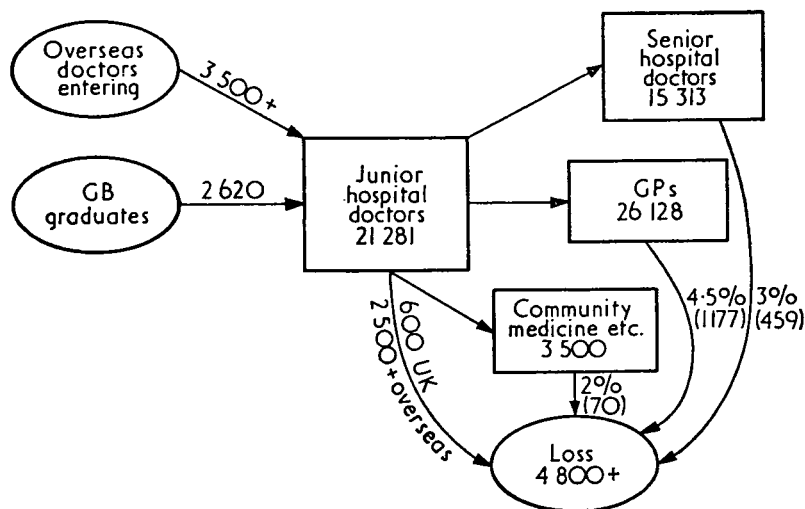 Overseas
doctors
entering
3 500+
GB
graduates
2 620
Junior
hospital
doctors
21 281
Senior
hospital
doctors
15 313
GPs
26 128
Community
medicine etc.
3 500
600 UK
2 500+ overseas
2%
(70)
4·5%
(1177)
3%
(459)
Loss
4 800+